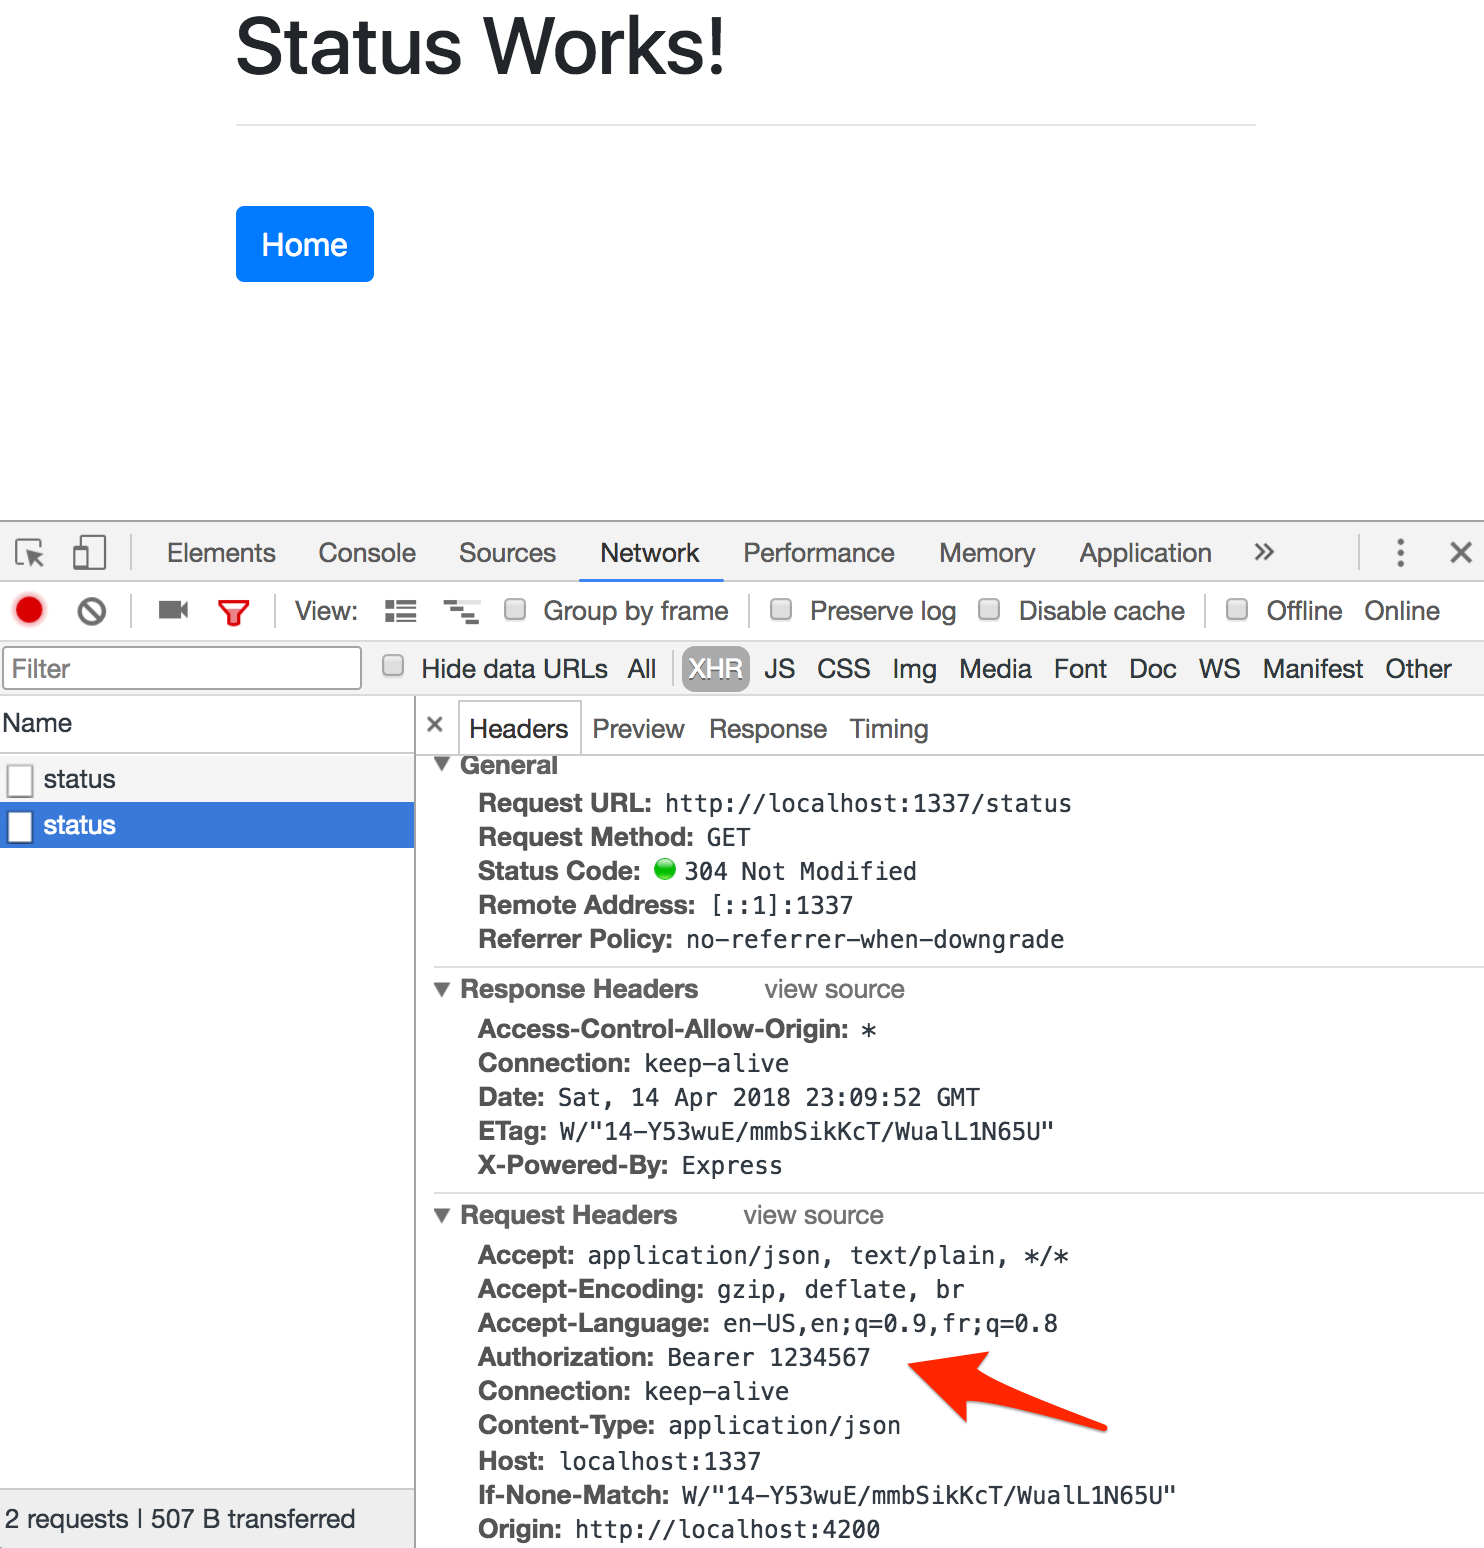 Status Works!
Home
Elements Console Sources Network Performance Memory Application »
View: Group by frame Preserve log Disable cache Offline Online
Filter Hide data URLs All XHR JS CSS Img Media Font Doc WS Manifest Other
Name
status
status
2 requests | 507 B transferred
× Headers Preview Response Timing
General
Request URL: http://localhost:1337/status
Request Method: GET
Status Code: 304 Not Modified
Remote Address: [::1]:1337
Referrer Policy: no-referrer-when-downgrade
Response Headers view source
Access-Control-Allow-Origin: *
Connection: keep-alive
Date: Sat, 14 Apr 2018 23:09:52 GMT
ETag: W/"14-Y53wuE/mmbSikKcT/WualL1N65U"
X-Powered-By: Express
Request Headers view source
Accept: application/json, text/plain, */*
Accept-Encoding: gzip, deflate, br
Accept-Language: en-US,en;q=0.9,fr;q=0.8
Authorization: Bearer 1234567
Connection: keep-alive
Content-Type: application/json
Host: localhost:1337
If-None-Match: W/"14-Y53wuE/mmbSikKcT/WualL1N65U"
Origin: http://localhost:4200